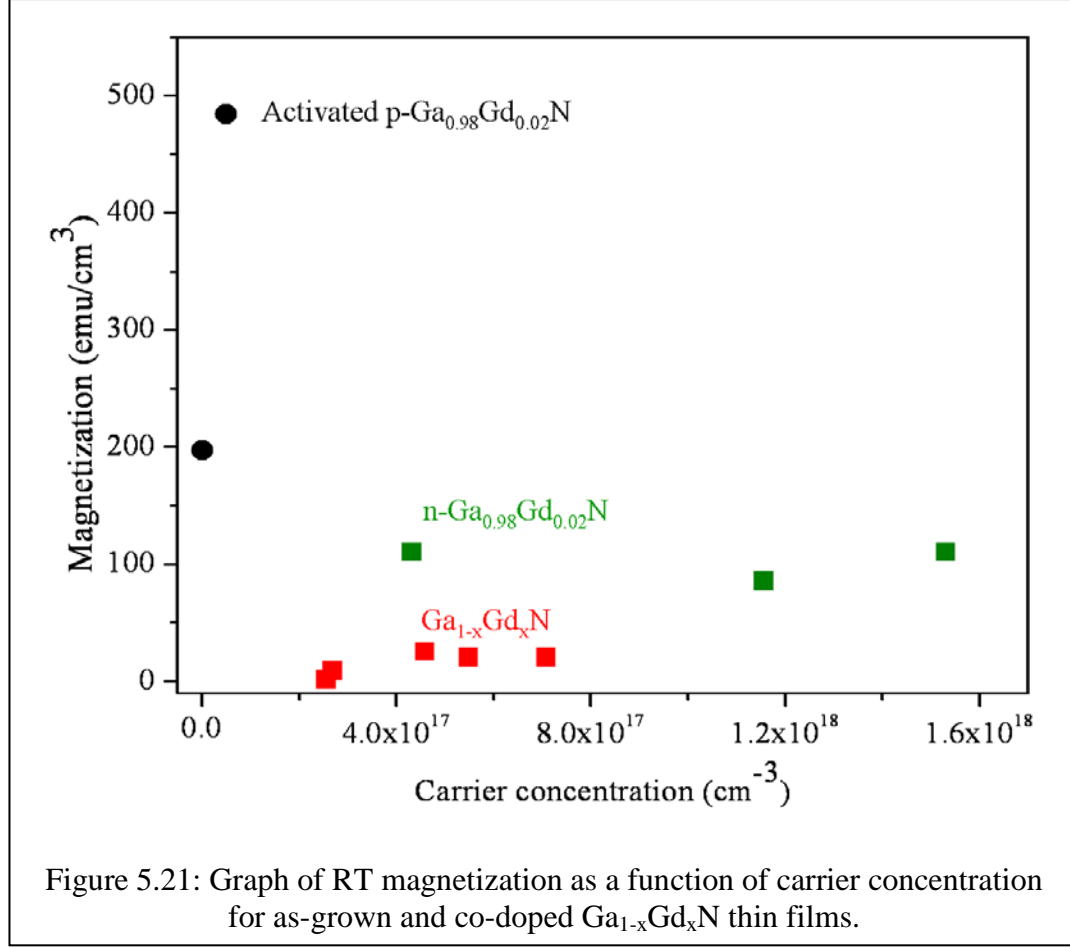 500
Activated p-Ga₀.₉₈Gd₀.₀₂N
400
300
200
n-Ga₀.₉₈Gd₀.₀₂N
100
Ga₁₋ₓGdₓN
0
Magnetization (emu/cm³)
0.0 4.0x10¹⁷ 8.0x10¹⁷ 1.2x10¹⁸ 1.6x10¹⁸
Carrier concentration (cm⁻³)
Figure 5.21: Graph of RT magnetization as a function of carrier concentration
for as-grown and co-doped Ga₁₋ₓGdₓN thin films.